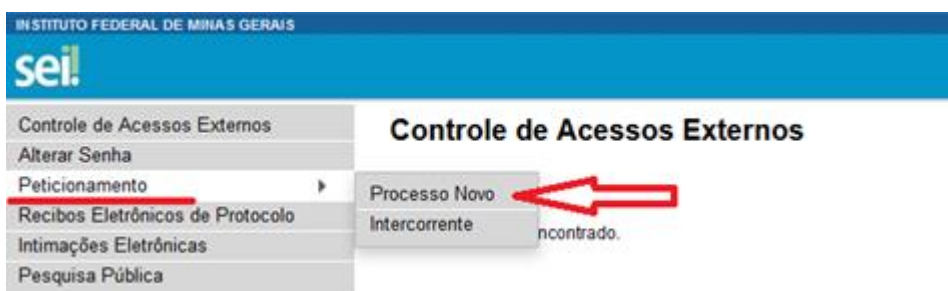 INSTITUTO FEDERAL DE MINAS GERAIS
sei!
Controle de Acessos Externos
Alterar Senha
Peticionamento
Recibos Eletrônicos de Protocolo
Intimações Eletrônicas
Pesquisa Pública
Controle de Acessos Externos
Processo Novo
Intercorrente
ncontrado.